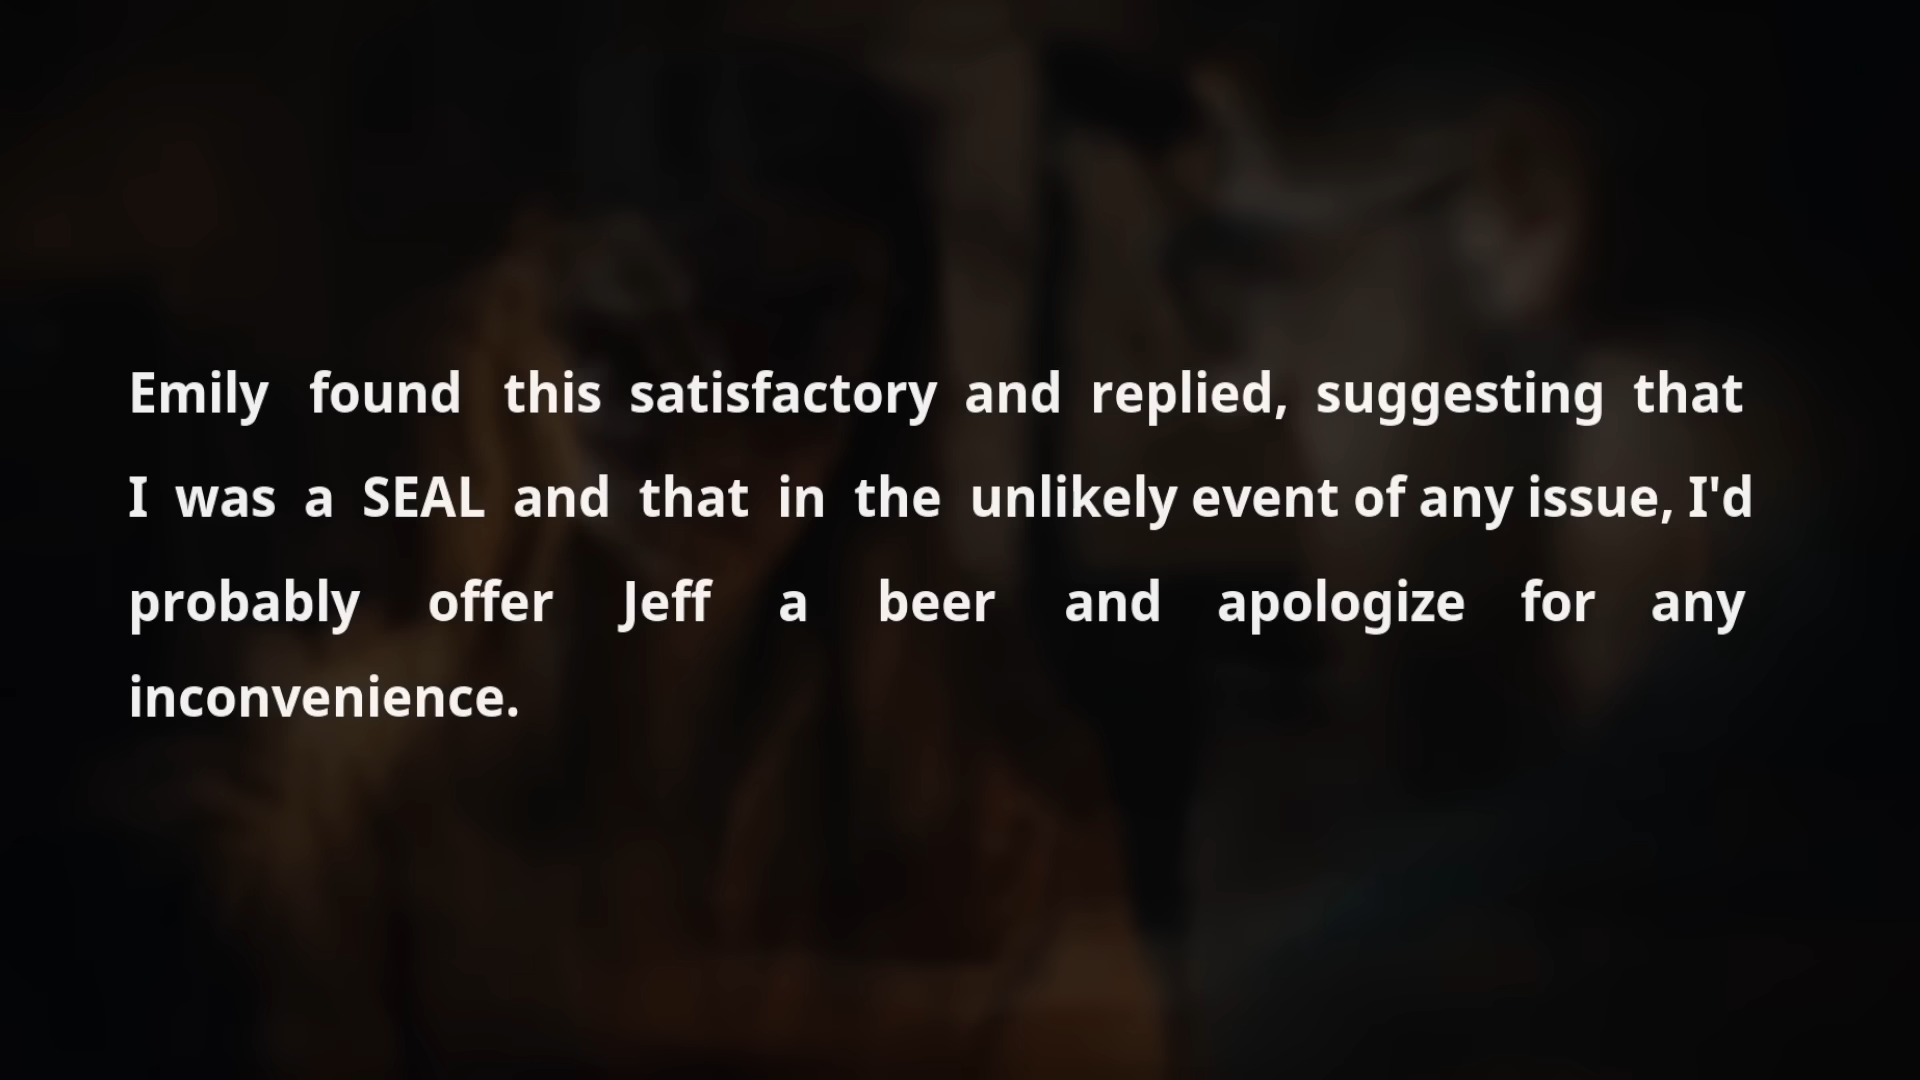 Emily found this satisfactory and replied, suggesting that
I was a SEAL and that in the unlikely event of any issue, I'd
probably offer Jeff a beer and apologize for any
inconvenience.